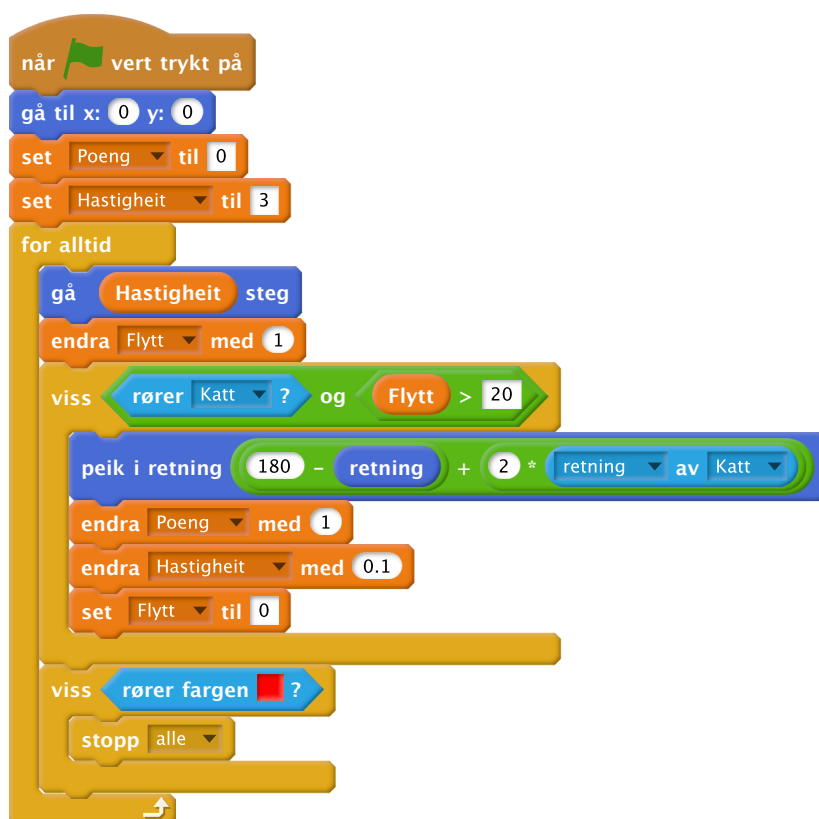 når vert trykt på
gå til x: 0 y: 0
set Poeng til 0
set Hastigheit til 3
for alltid
gå Hastigheit steg
endra Flytt med 1
viss rører Katt ? og Flytt > 20
peik i retning 180 - retning + 2 * retning av Katt
endra Poeng med 1
endra Hastigheit med 0.1
set Flytt til 0
viss rører fargen ?
stopp alle